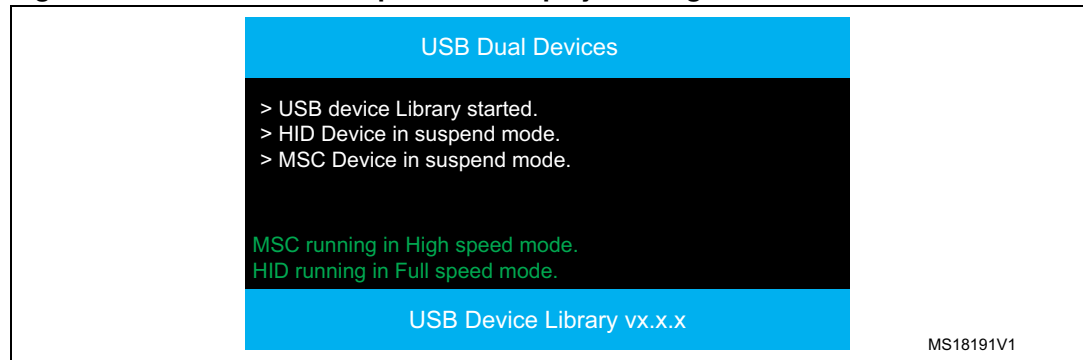 USB Dual Devices
> USB device Library started.
> HID Device in suspend mode.
> MSC Device in suspend mode.
MSC running in High speed mode.
HID running in Full speed mode.
USB Device Library vx.x.x
MS18191V1